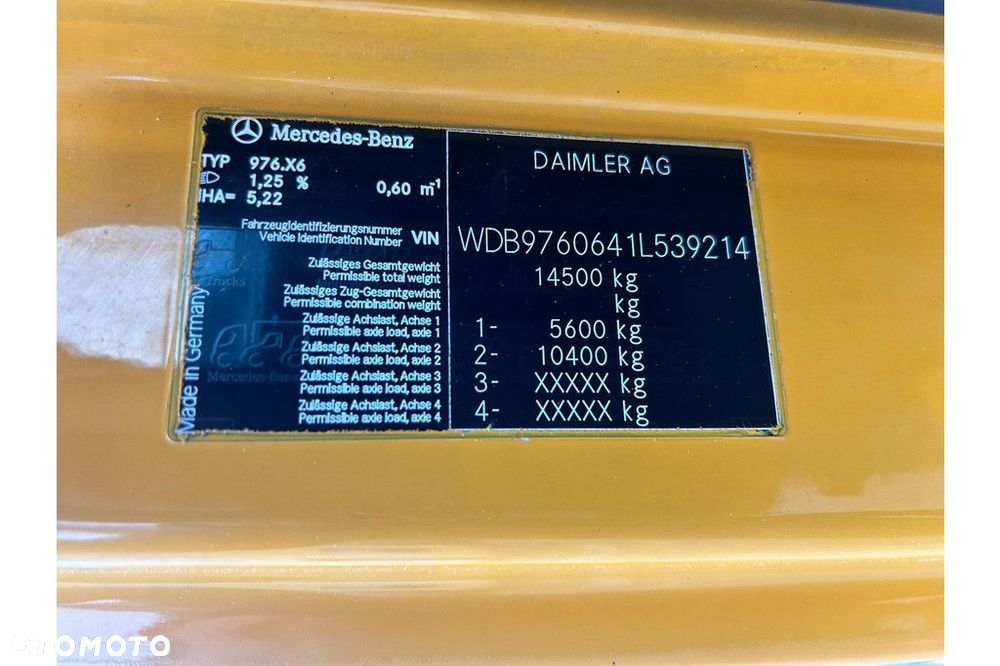 Mercedes-Benz
TYP 976.X6
1,25 % 0,60 m-1
iHA= 5,22
Fahrzeugidentifizierungsnummer
Vehicle Identification Number VIN
Zulässiges Gesamtgewicht
Permissible total weight
Zulässiges Zug-Gesamtgewicht
Permissible combination weight
Zulässige Achslast, Achse 1
Permissible axle load, axle 1
Zulässige Achslast, Achse 2
Permissible axle load, axle 2
Zulässige Achslast, Achse 3
Permissible axle load, axle 3
Zulässige Achslast, Achse 4
Permissible axle load, axle 4
Made in Germany
Trucks
Mercedes-Benz
DAIMLER AG
WDB9760641L539214
14500 kg
kg
1- 5600 kg
2- 10400 kg
3- XXXXX kg
4- XXXXX kg
OTOMOTO